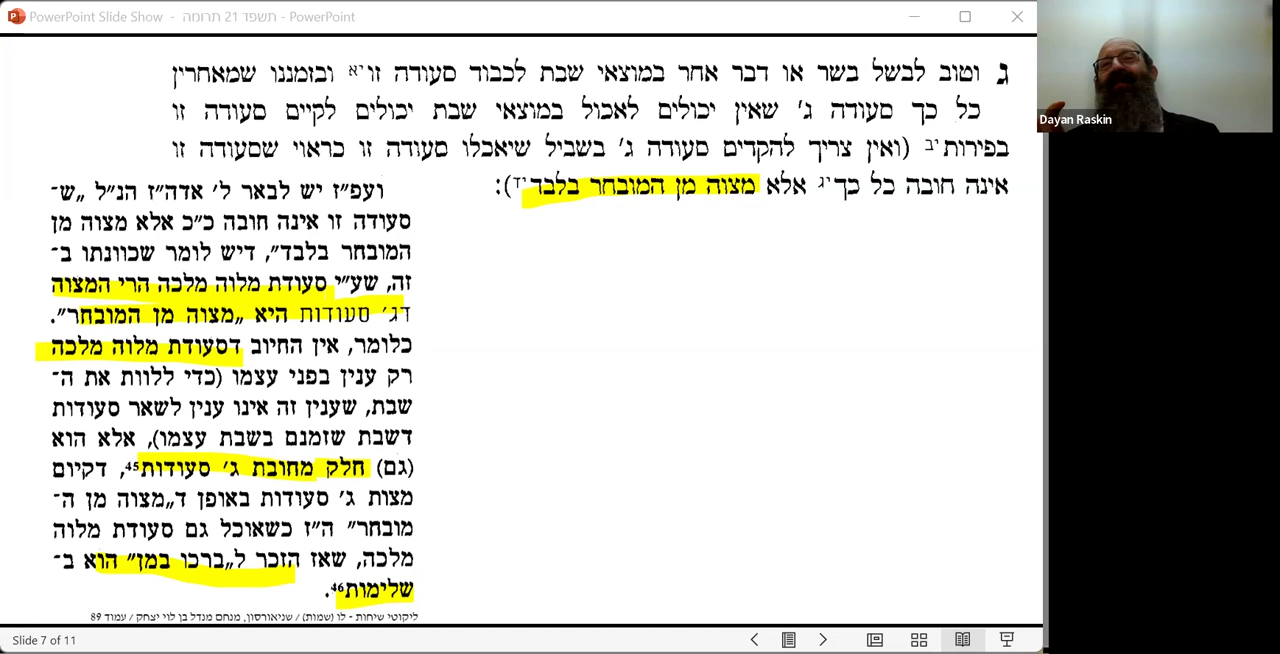 PowerPoint Slide Show - תשפד 21 תרומה - PowerPoint
ג וטוב לבשל בשר או דבר אחר במוצאי שבת לכבוד סעודה זויא ובזמננו שמאחרין
כל כך סעודה ג' שאין יכולים לאכול במוצאי שבת יכולים לקיים סעודה זו
בפירותיב (ואין צריך להקדים סעודה ג' בשביל שיאכלו סעודה זו כראוי שסעודה זו
אינה חובה כל כךיג אלא מצוה מן המובחר בלבדיד):
ועפ"ז יש לבאר ל' אדה"ז הנ"ל „ש־
סעודה זו אינה חובה כ"כ אלא מצוה מן
המובחר בלבד", דיש לומר שכוונתו ב־
זה, שע"י סעודת מלוה מלכה הרי המצוה
דג' סעודות היא „מצוה מן המובחר".
כלומר, אין החיוב דסעודת מלוה מלכה
רק ענין בפני עצמו (כדי ללוות את ה־
שבת, שענין זה אינו ענין לשאר סעודות
דשבת שזמנם בשבת עצמו), אלא הוא
(גם) חלק מחובת ג' סעודות45, דקיום
מצות ג' סעודות באופן ד„מצוה מן ה־
מובחר" ה"ז כשאוכל גם סעודת מלוה
מלכה, שאז הזכר ל„ברכו במן" הוא ב־
שלימות46.
ליקוטי שיחות - לו (שמות) / שניאורסון, מנחם מנדל בן לוי יצחק / עמוד 89
Slide 7 of 11
Dayan Raskin